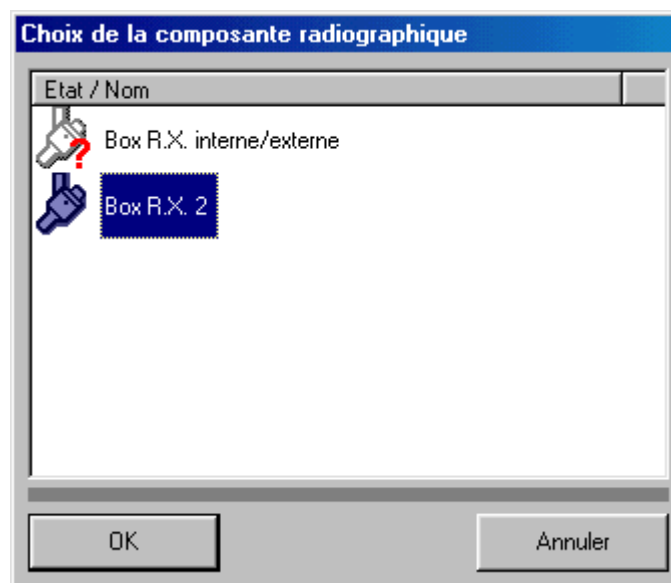 Choix de la composante radiographique
Etat / Nom
Box R.X. interne/externe
Box R.X. 2
OK
Annuler